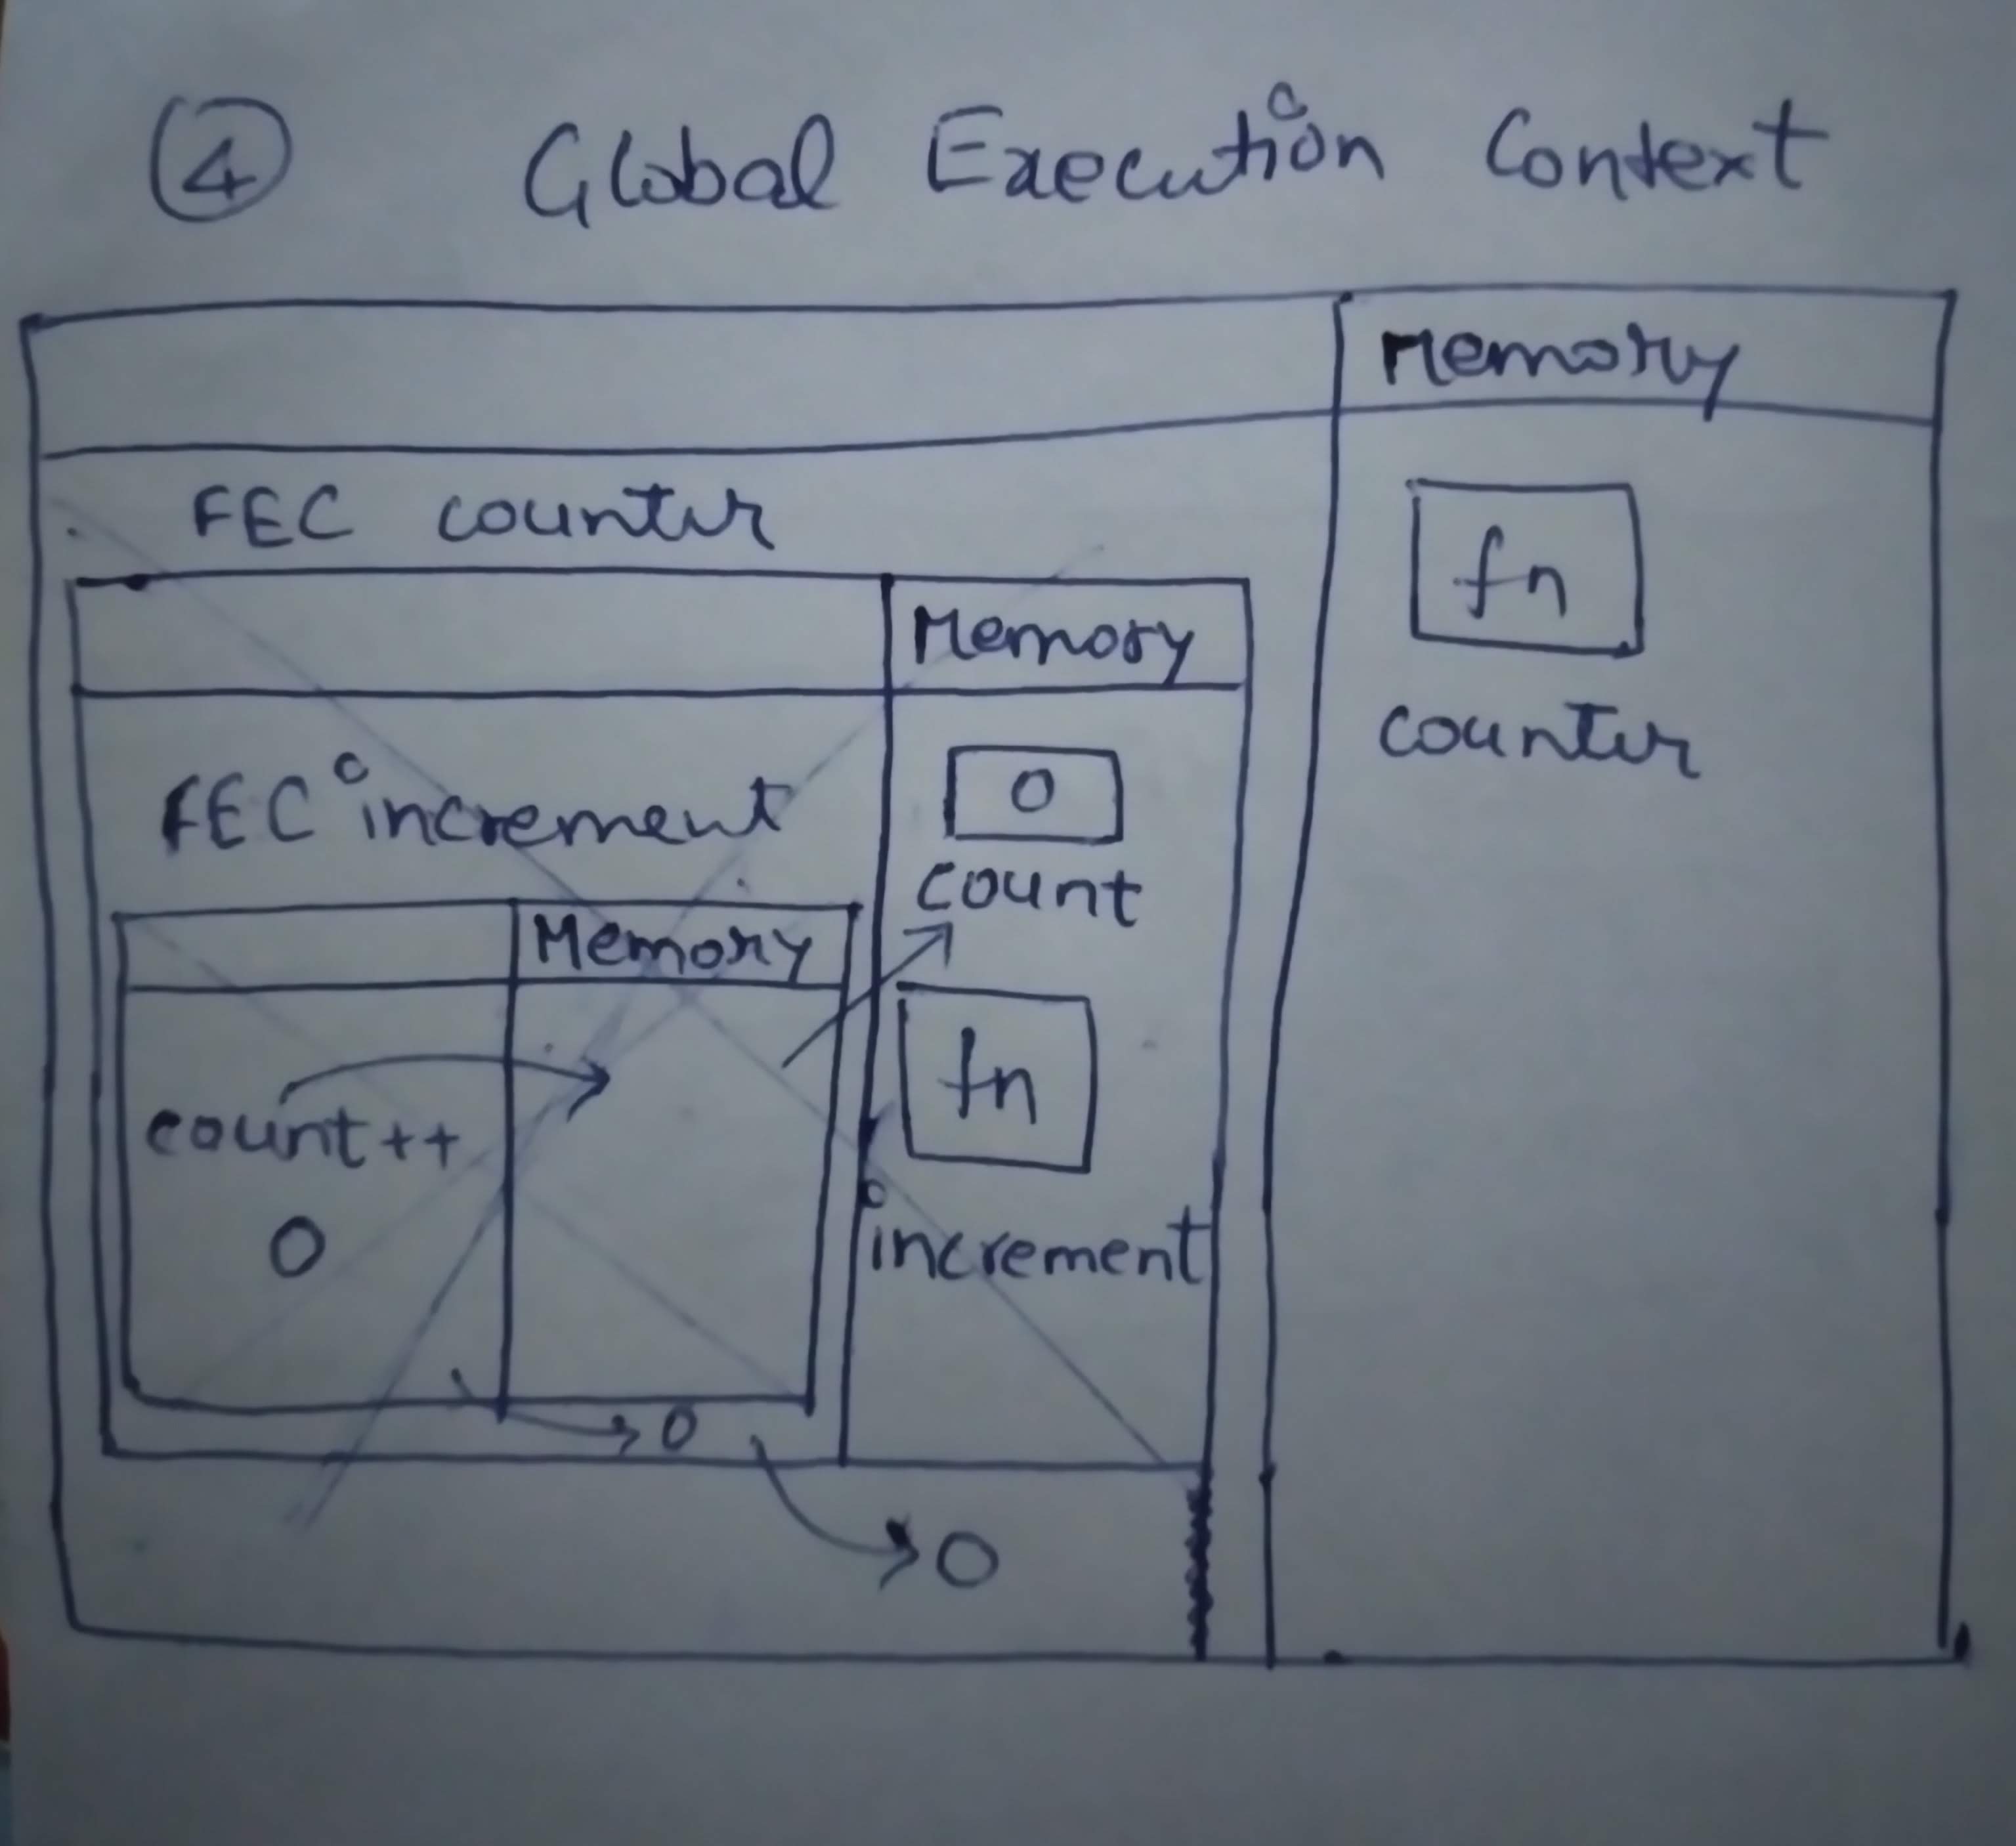 4 Global Execution Context
Memory
FEC counter
fn
Memory
counter
FEC increment
0
count
Memory
fn
count++
0
increment
0
0